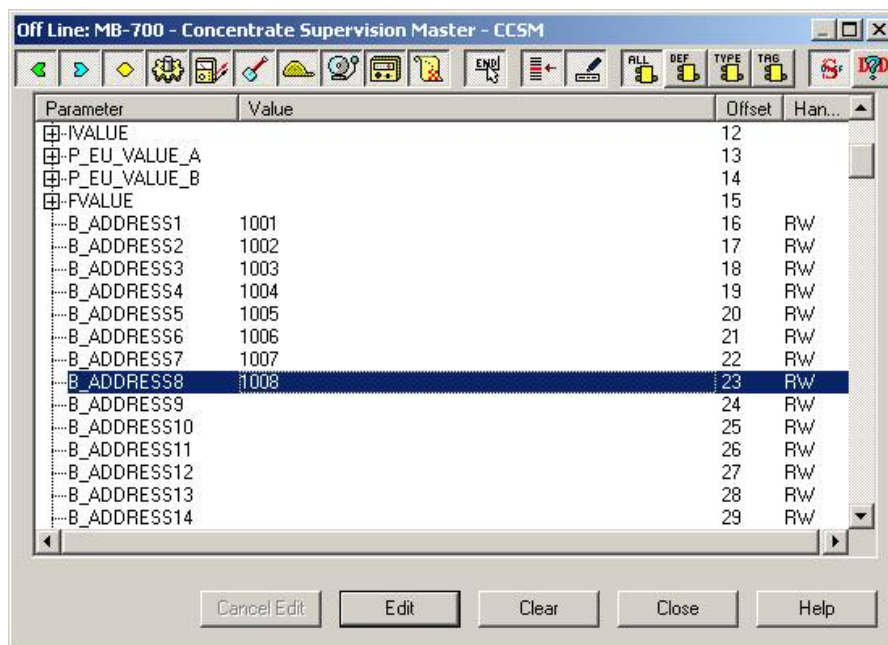 Off Line: MB-700 - Concentrate Supervision Master - CCSM
END ALL DEF TYPE TAG
Parameter Value Offset Han...
IVALUE 12
P_EU_VALUE_A 13
P_EU_VALUE_B 14
FVALUE 15
B_ADDRESS1 1001 16 RW
B_ADDRESS2 1002 17 RW
B_ADDRESS3 1003 18 RW
B_ADDRESS4 1004 19 RW
B_ADDRESS5 1005 20 RW
B_ADDRESS6 1006 21 RW
B_ADDRESS7 1007 22 RW
B_ADDRESS8 1008 23 RW
B_ADDRESS9 24 RW
B_ADDRESS10 25 RW
B_ADDRESS11 26 RW
B_ADDRESS12 27 RW
B_ADDRESS13 28 RW
B_ADDRESS14 29 RW
Cancel Edit Edit Clear Close Help